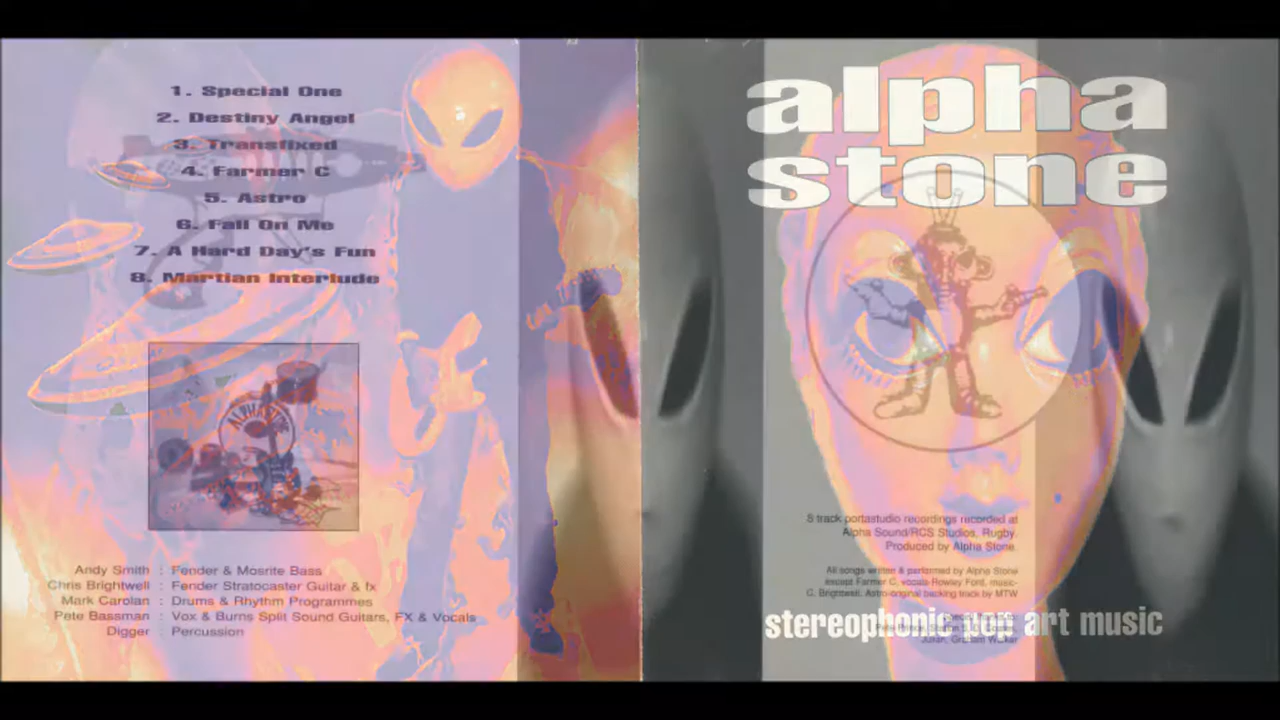 1. Special One
2. Destiny Angel
3. Transfixed
4. Farmer C
5. Astro
6. Fall On Me
7. A Hard Day's Fun
8. Martian Interlude
Andy Smith : Fender & Mosrite Bass
Chris Brightwell : Fender Stratocaster Guitar & fx
Mark Carolan : Drums & Rhythm Programmes
Pete Bassman : Vox & Burns Split Sound Guitars, FX & Vocals
Digger : Percussion
alpha
stone
8 track portastudio recordings recorded at
Alpha Sound/RCS Studios, Rugby.
Produced by Alpha Stone.
All songs written & performed by Alpha Stone
except Farmer C, vocals-Rowley Ford, music-
C. Brightwell. Astro-original backing track by MTW
stereophonic pop art music
Julian, Graham Walker